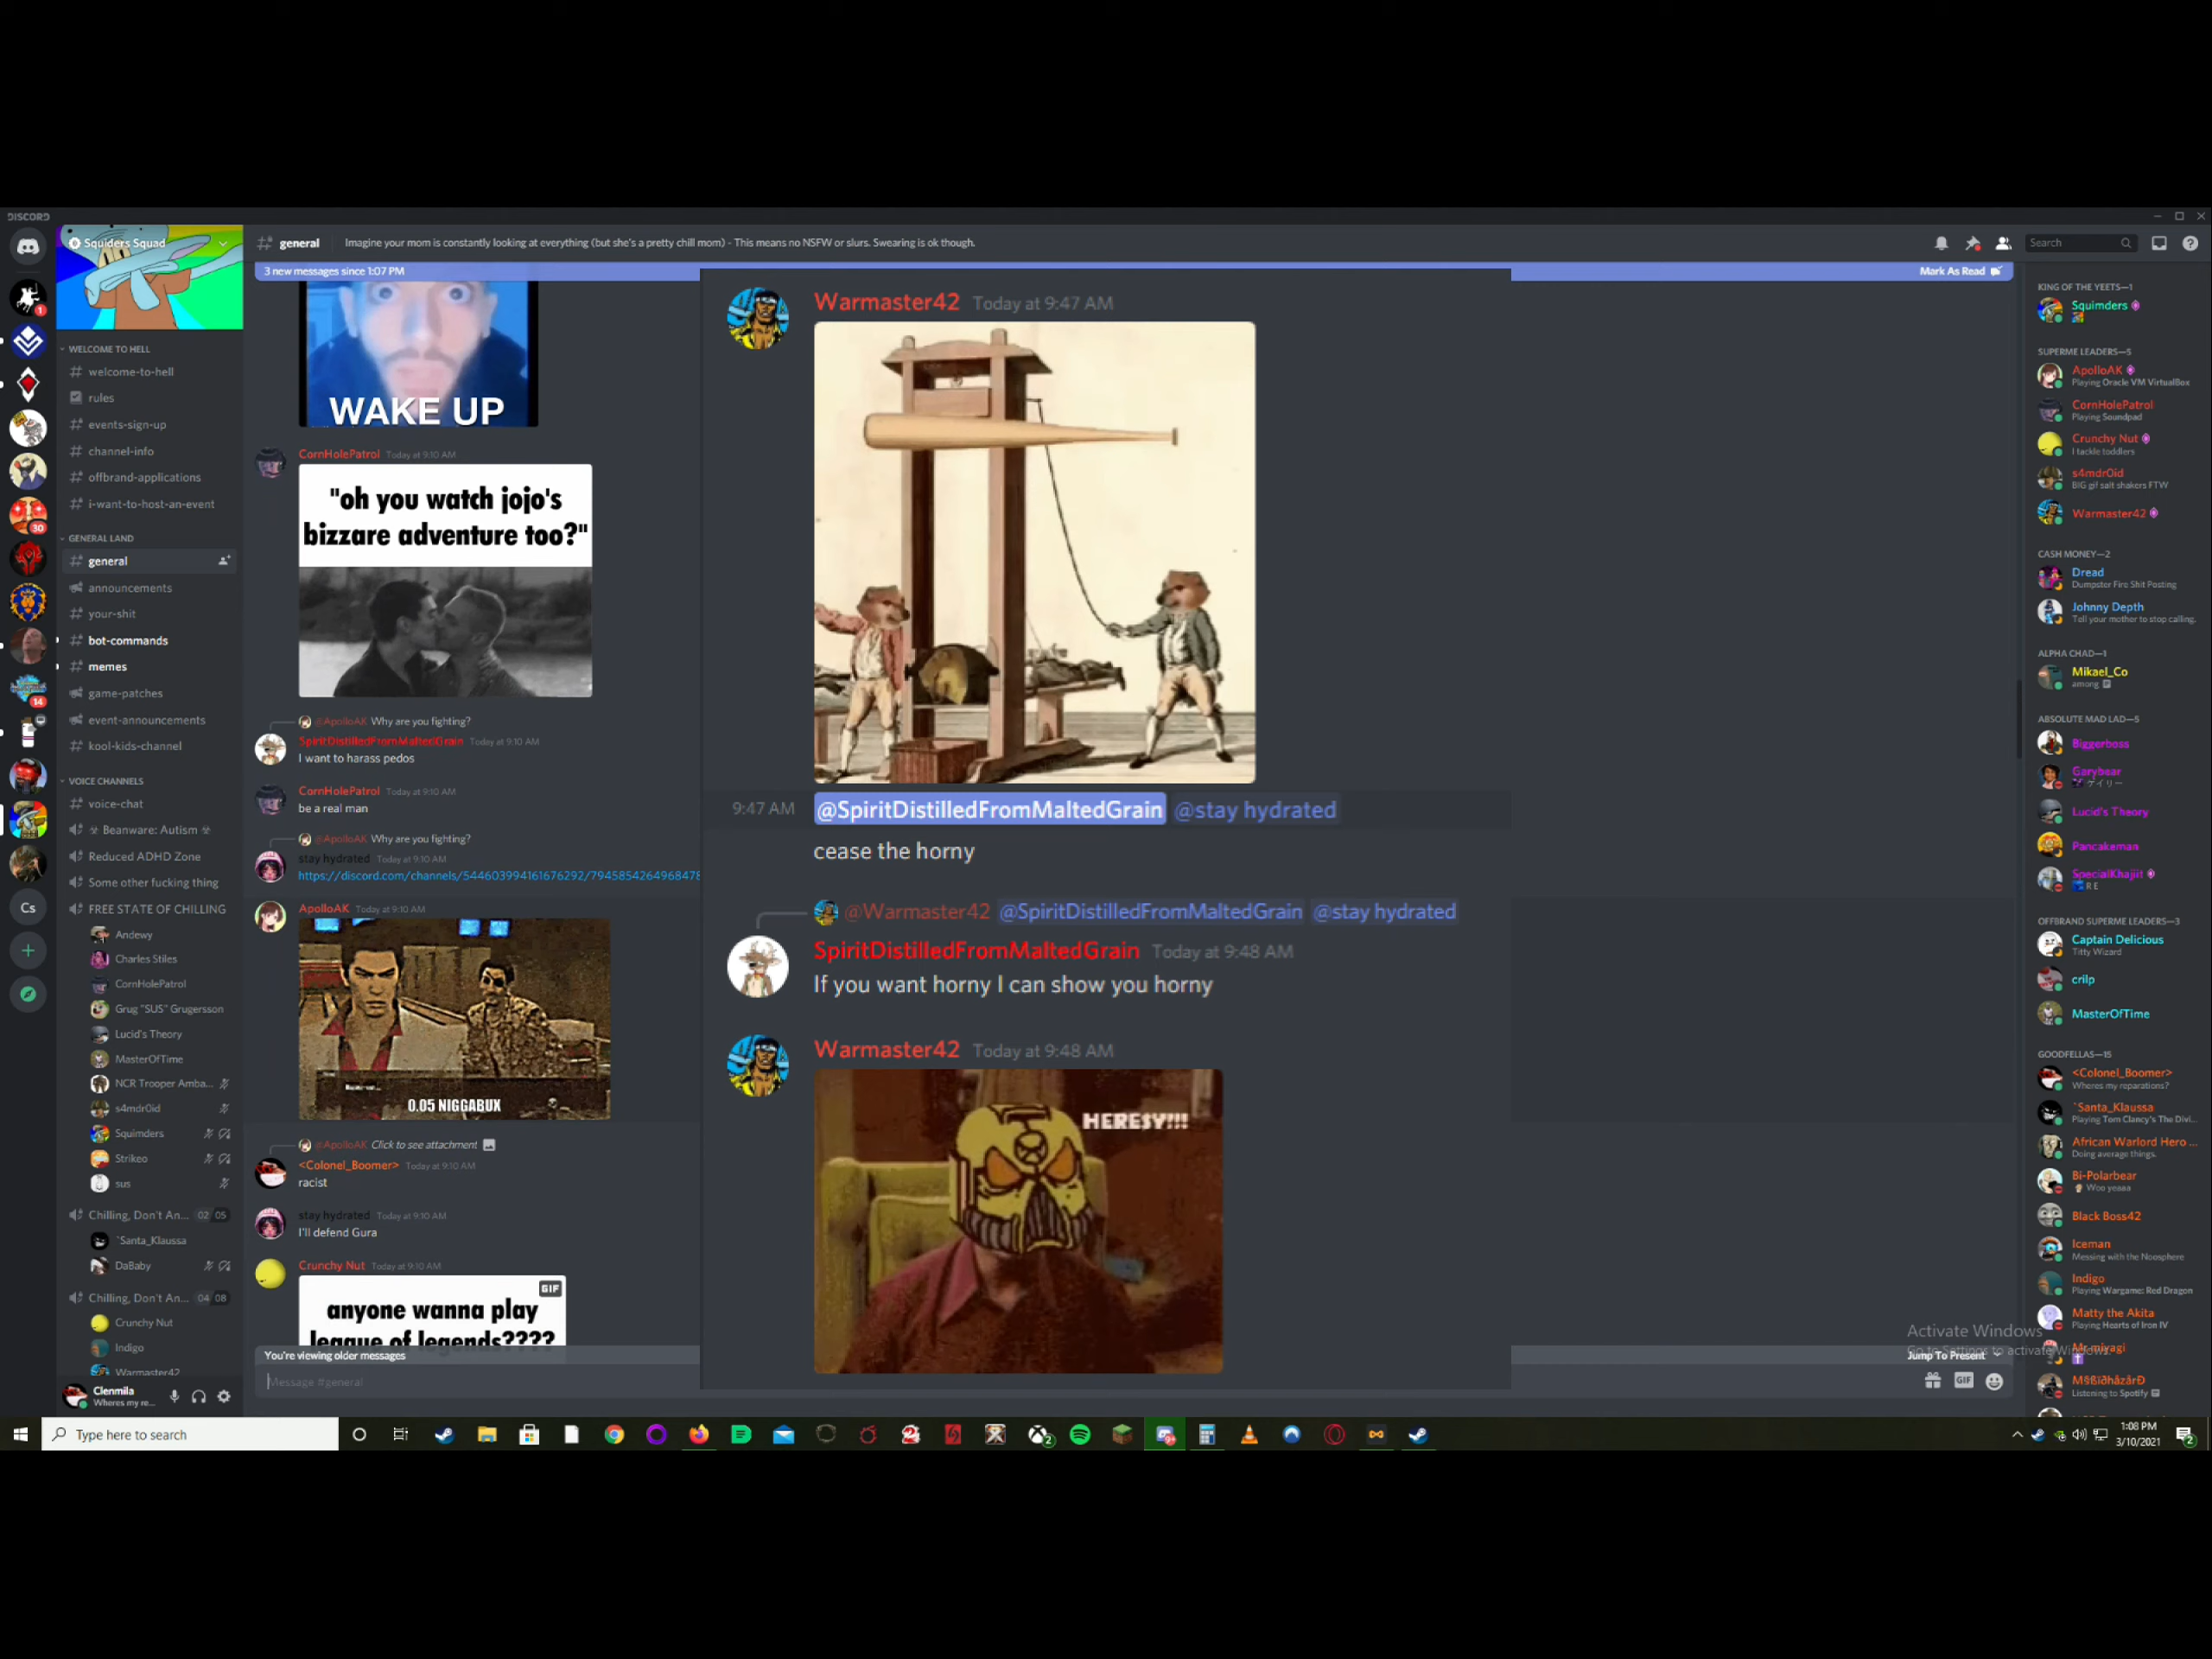 DISCORD
Squiders Squad
general
Imagine your mom is constantly looking at everything (but she's a pretty chill mom) - This means no NSFW or slurs. Swearing is ok though.
Search
3 new messages since 1:07 PM
Mark As Read
WELCOME TO HELL
welcome-to-hell
rules
events-sign-up
channel-info
offbrand-applications
i-want-to-host-an-event
GENERAL LAND
general
announcements
your-shit
bot-commands
memes
game-patches
event-announcements
kool-kids-channel
VOICE CHANNELS
voice-chat
☣ Beanware: Autism ☣
Reduced ADHD Zone
Some other fucking thing
FREE STATE OF CHILLING
Andewy
Charles Stiles
CornHolePatrol
Grug "SUS" Grugersson
Lucid's Theory
MasterOfTime
NCR Trooper Amba...
s4mdr0id
Squimders
Strikeo
sus
Chilling, Don't An... 02 05
`Santa_Klaussa
DaBaby
Chilling, Don't An... 04 08
Crunchy Nut
Indigo
Warmaster42
Clenmila
Wheres my re...
1
30
14
Cs
WAKE UP
CornHolePatrol Today at 9:10 AM
"oh you watch jojo's
bizzare adventure too?"
@ApolloAK Why are you fighting?
SpiritDistilledFromMaltedGrain Today at 9:10 AM
I want to harass pedos
CornHolePatrol Today at 9:10 AM
be a real man
@ApolloAK Why are you fighting?
stay hydrated Today at 9:10 AM
https://discord.com/channels/544603994161676292/7945854264968478
ApolloAK Today at 9:10 AM
0.05 NIGGABUX
@ApolloAK Click to see attachment
<Colonel_Boomer> Today at 9:10 AM
racist
stay hydrated Today at 9:10 AM
I'll defend Gura
Crunchy Nut Today at 9:10 AM
GIF
anyone wanna play
league of legends????
You're viewing older messages
Message #general
Warmaster42 Today at 9:47 AM
9:47 AM @SpiritDistilledFromMaltedGrain @stay hydrated
cease the horny
@Warmaster42 @SpiritDistilledFromMaltedGrain @stay hydrated
SpiritDistilledFromMaltedGrain Today at 9:48 AM
If you want horny I can show you horny
Warmaster42 Today at 9:48 AM
HERESY!!!
Jump To Present
GIF
Activate Windows
KING OF THE YEETS—1
Squimders
SUPERME LEADERS—5
ApolloAK
Playing Oracle VM VirtualBox
CornHolePatrol
Playing Soundpad
Crunchy Nut
I tackle toddlers
s4mdr0id
BIG gif salt shakers FTW
Warmaster42
CASH MONEY—2
Dread
Dumpster Fire Shit Posting
Johnny Depth
Tell your mother to stop calling.
ALPHA CHAD—1
Mikael_Co
among
ABSOLUTE MAD LAD—5
Biggerboss
Garybear
ゲイリー
Lucid's Theory
Pancakeman
SpecialKhajiit
R E
OFFBRAND SUPERME LEADERS—3
Captain Delicious
Titty Wizard
crilp
MasterOfTime
GOODFELLAS—15
<Colonel_Boomer>
Wheres my reparations?
`Santa_Klaussa
Playing Tom Clancy's The Divi...
African Warlord Hero ...
Doing average things.
Bi-Polarbear
Woo yeaaa
Black Boss42
Iceman
Messing with the Noosphere
Indigo
Playing Wargame: Red Dragon
Matty the Akita
Playing Hearts of Iron IV
Mr.miyagi
Listening to Spotify
Type here to search
1:08 PM
3/10/2021
2